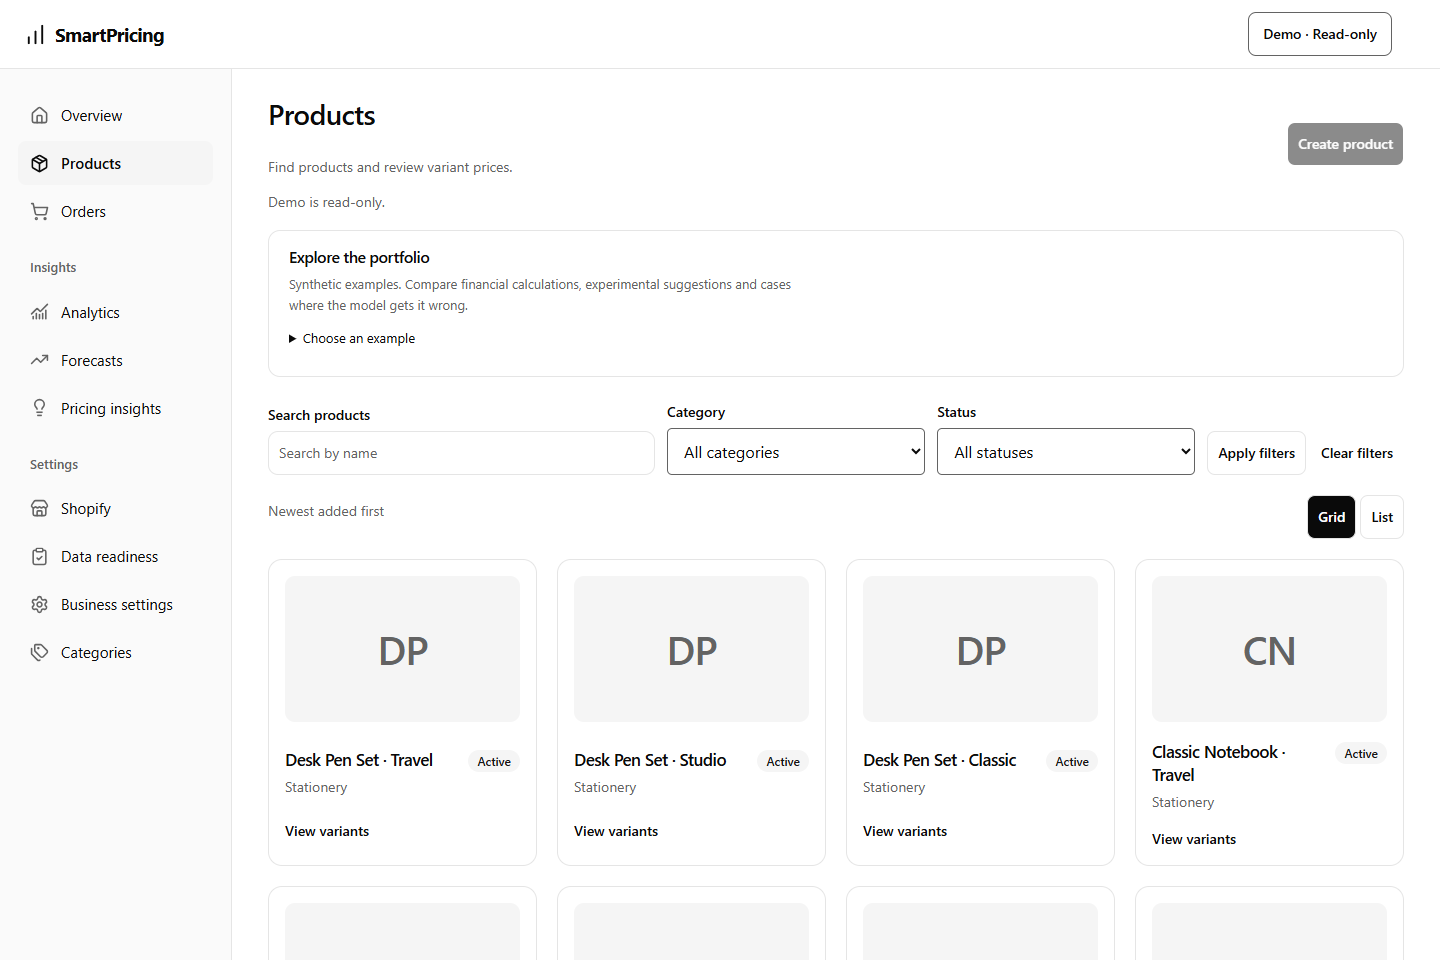 SmartPricing
Demo · Read-only
Overview
Products
Orders
Insights
Analytics
Forecasts
Pricing insights
Settings
Shopify
Data readiness
Business settings
Categories
Products
Create product
Find products and review variant prices.
Demo is read-only.
Explore the portfolio
Synthetic examples. Compare financial calculations, experimental suggestions and cases
where the model gets it wrong.
Choose an example
Search products
Search by name
Category
All categories
Status
All statuses
Apply filters
Clear filters
Newest added first
Grid
List
DP
Desk Pen Set · Travel
Active
Stationery
View variants
DP
Desk Pen Set · Studio
Active
Stationery
View variants
DP
Desk Pen Set · Classic
Active
Stationery
View variants
CN
Classic Notebook ·
Travel
Active
Stationery
View variants